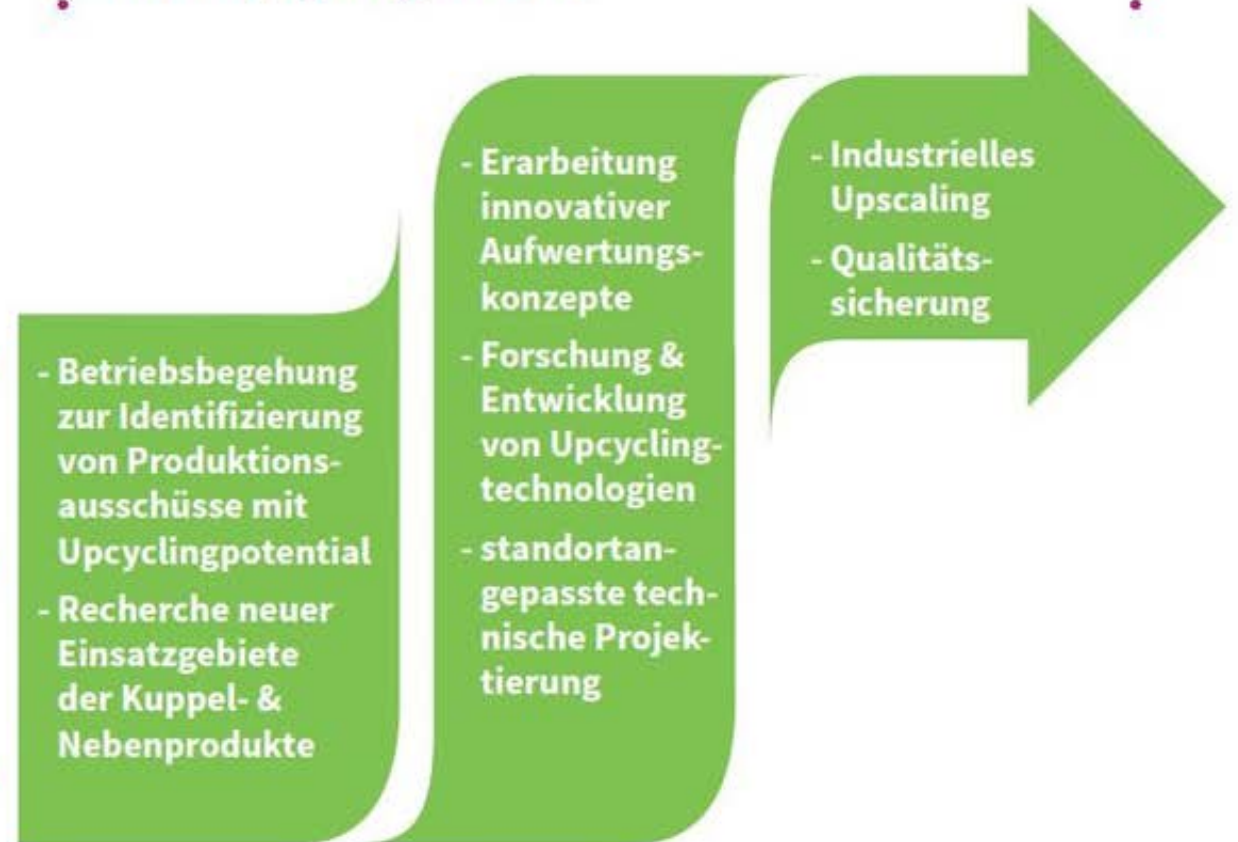 - Betriebsbegehung
zur Identifizierung
von Produktions-
ausschüsse mit
Upcyclingpotential
- Recherche neuer
Einsatzgebiete
der Kuppel- &
Nebenprodukte
- Erarbeitung
innovativer
Aufwertungs-
konzepte
- Forschung &
Entwicklung
von Upcycling-
technologien
- standortan-
gepasste tech-
nische Projek-
tierung
- Industrielles
Upscaling
- Qualitäts-
sicherung